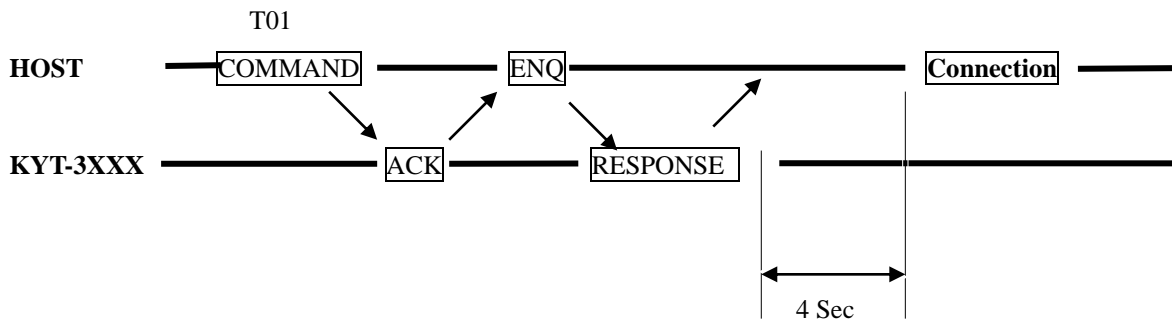 T01
HOST COMMAND ENQ Connection
KYT-3XXX ACK RESPONSE
4 Sec